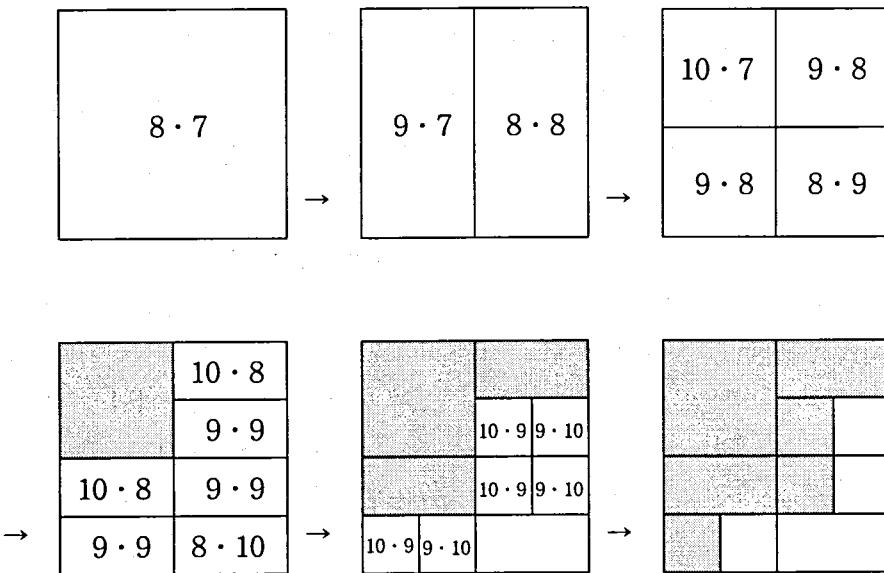 8 · 7
→
9 · 7 8 · 8
→
10 · 7 9 · 8
9 · 8 8 · 9
→
10 · 8
9 · 9
10 · 8 9 · 9
9 · 9 8 · 10
→
10 · 9 9 · 10
10 · 9 9 · 10
10 · 9 9 · 10
→